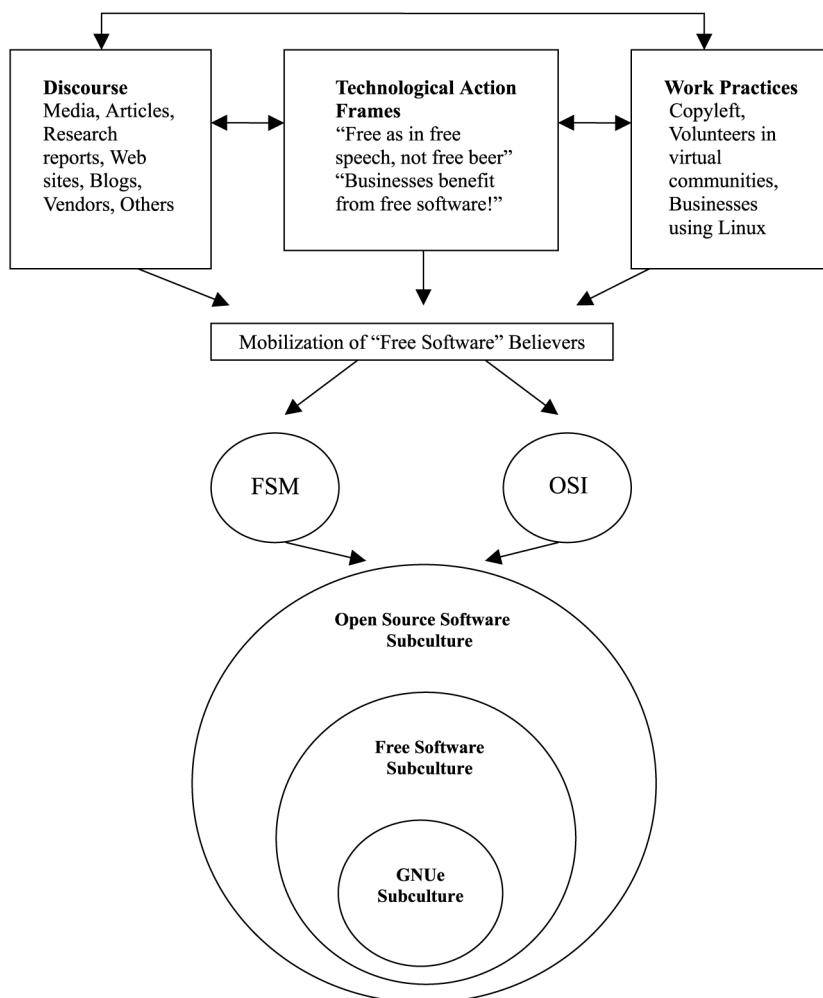 Discourse
Media, Articles,
Research
reports, Web
sites, Blogs,
Vendors, Others
Technological Action
Frames
“Free as in free
speech, not free beer”
“Businesses benefit
from free software!”
Work Practices
Copyleft,
Volunteers in
virtual
communities,
Businesses
using Linux
Mobilization of “Free Software” Believers
FSM
OSI
Open Source Software
Subculture
Free Software
Subculture
GNUe
Subculture